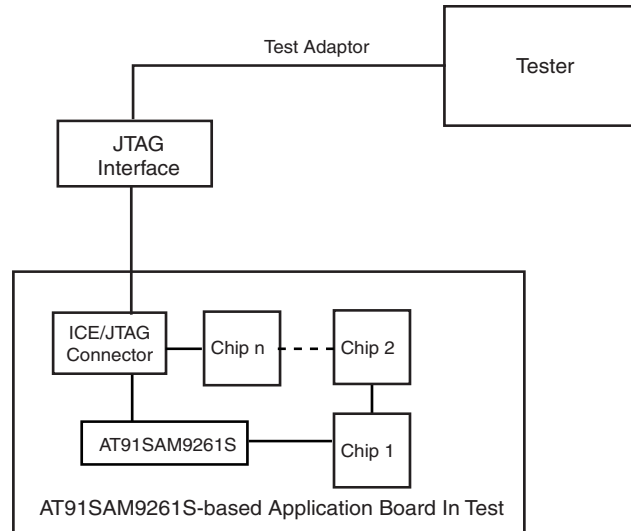 Test Adaptor
Tester
JTAG
Interface
ICE/JTAG
Connector
Chip n
Chip 2
AT91SAM9261S
Chip 1
AT91SAM9261S-based Application Board In Test